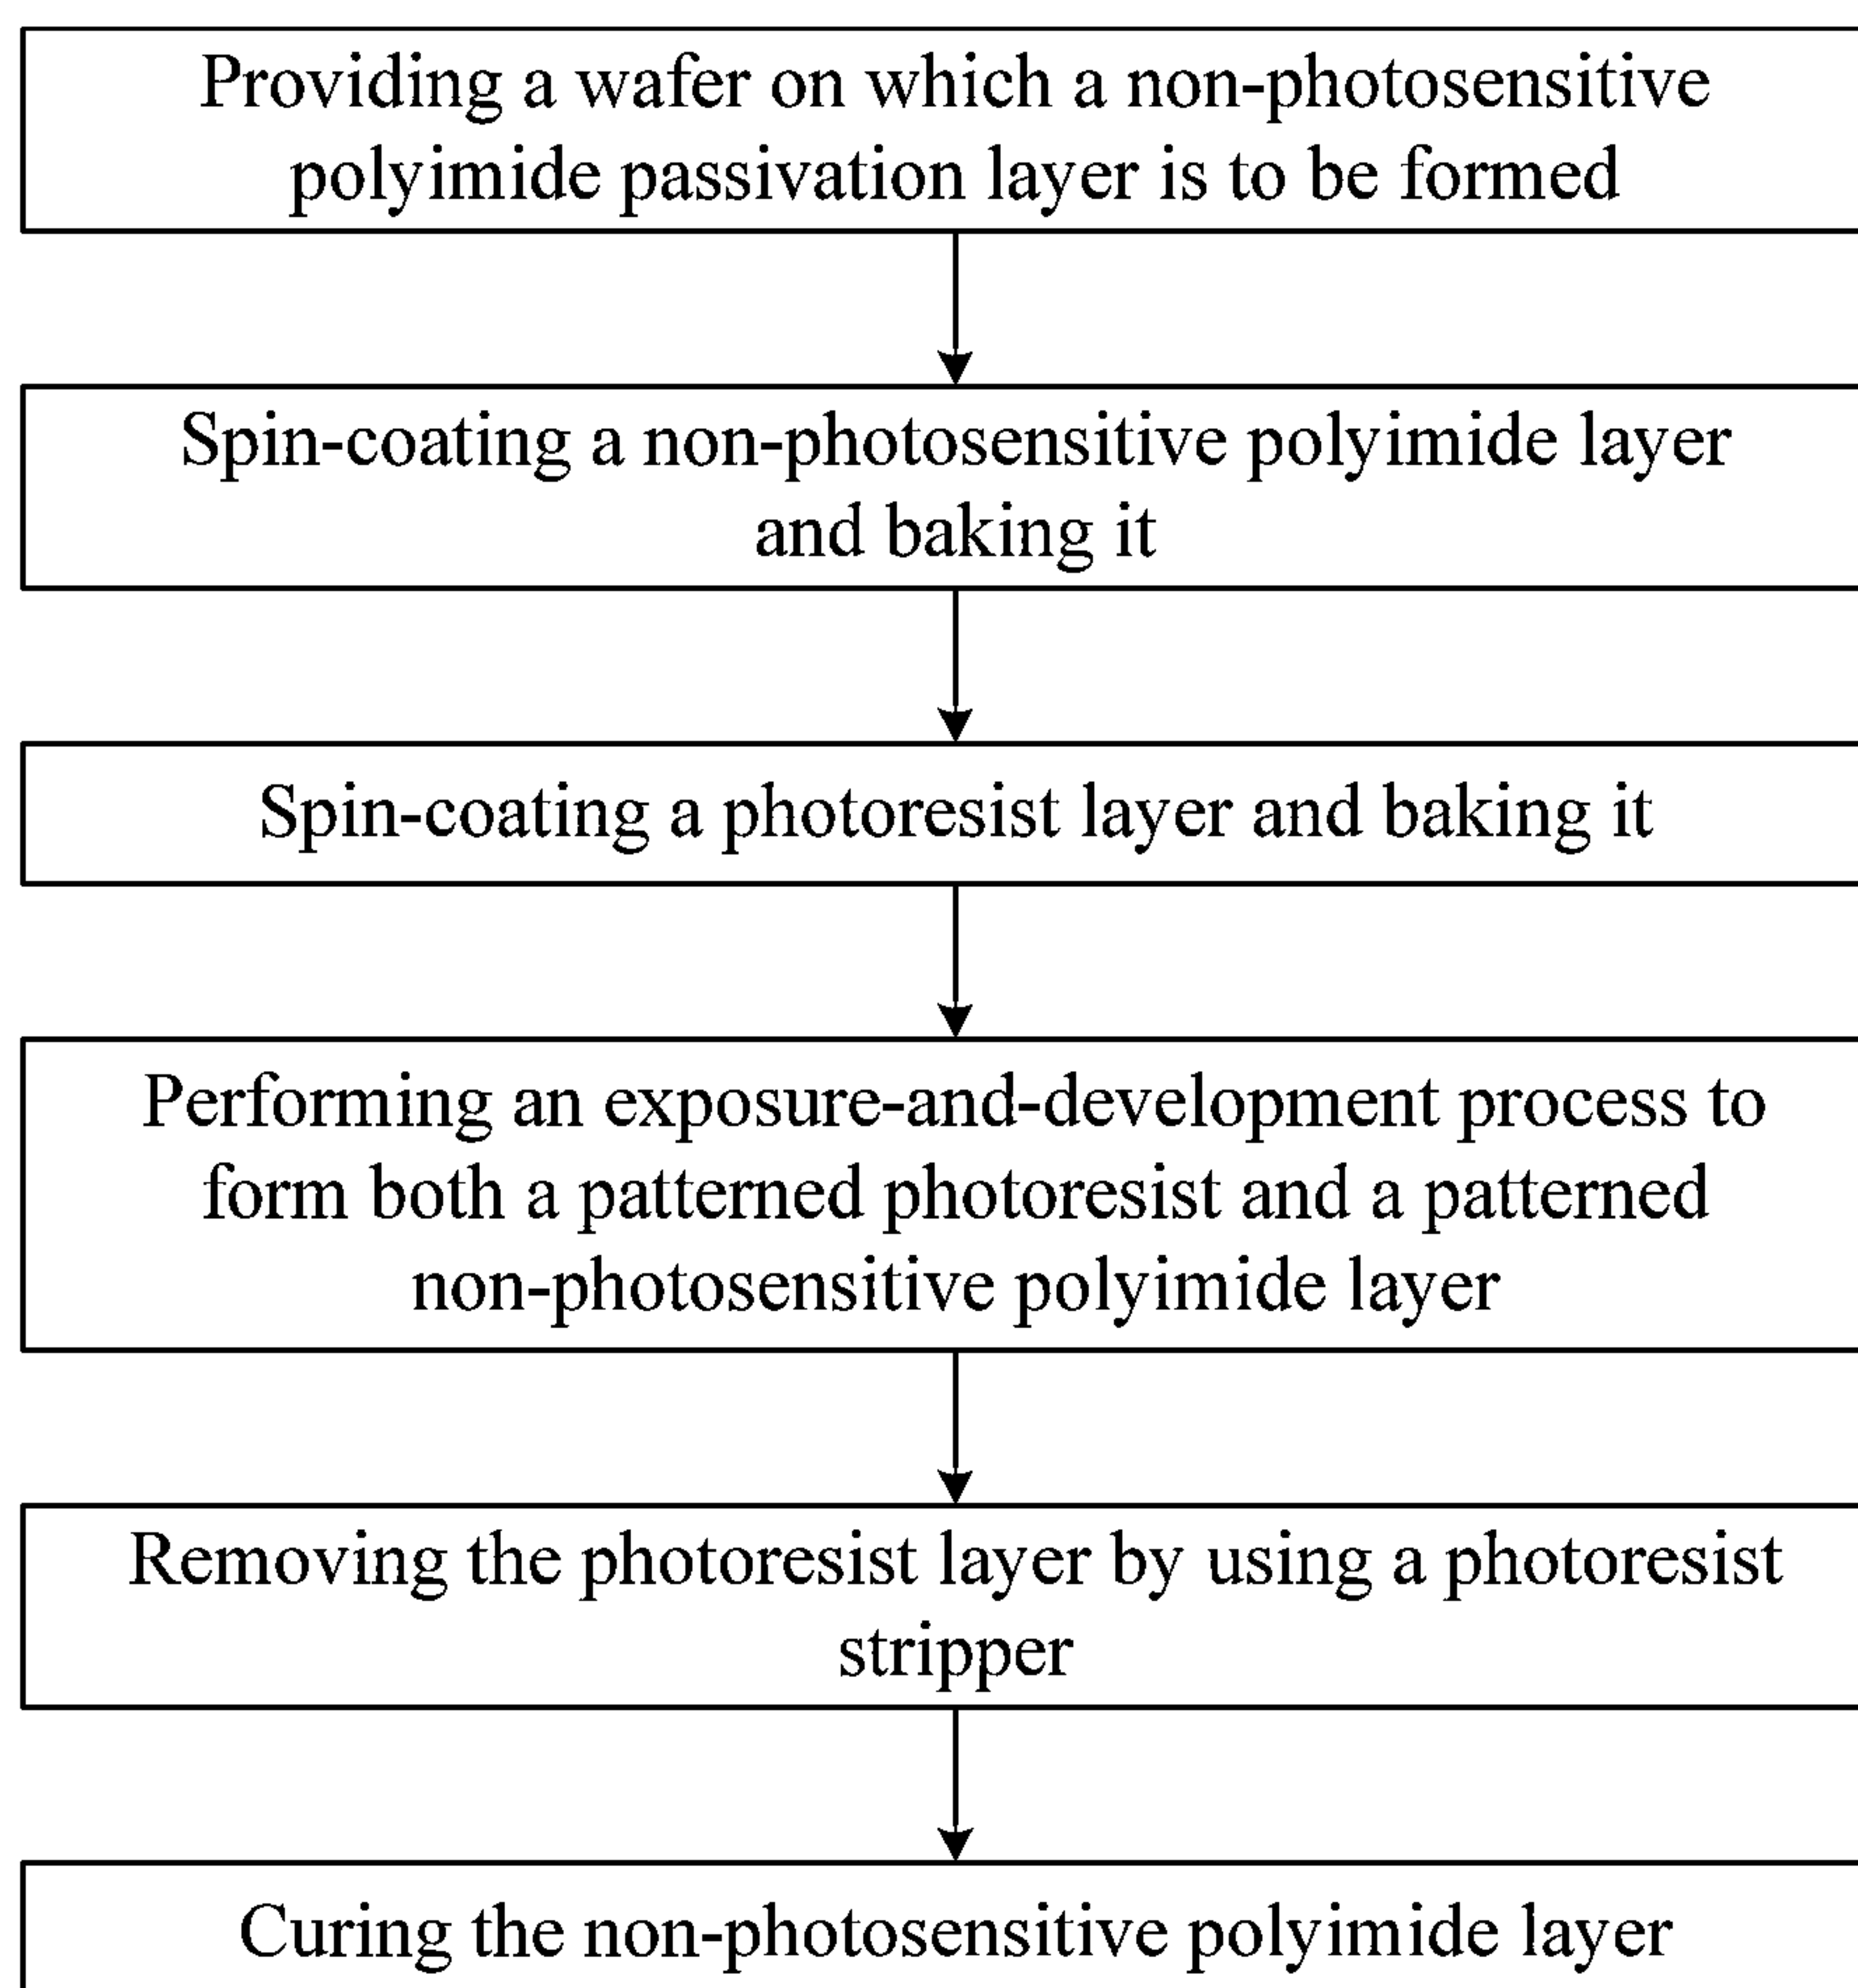 Providing a wafer on which a non-photosensitive
polyimide passivation layer is to be formed
Spin-coating a non-photosensitive polyimide layer
and baking it
Spin-coating a photoresist layer and baking it
Performing an exposure-and-development process to
form both a patterned photoresist and a patterned
non-photosensitive polyimide layer
Removing the photoresist layer by using a photoresist
stripper
Curing the non-photosensitive polyimide layer